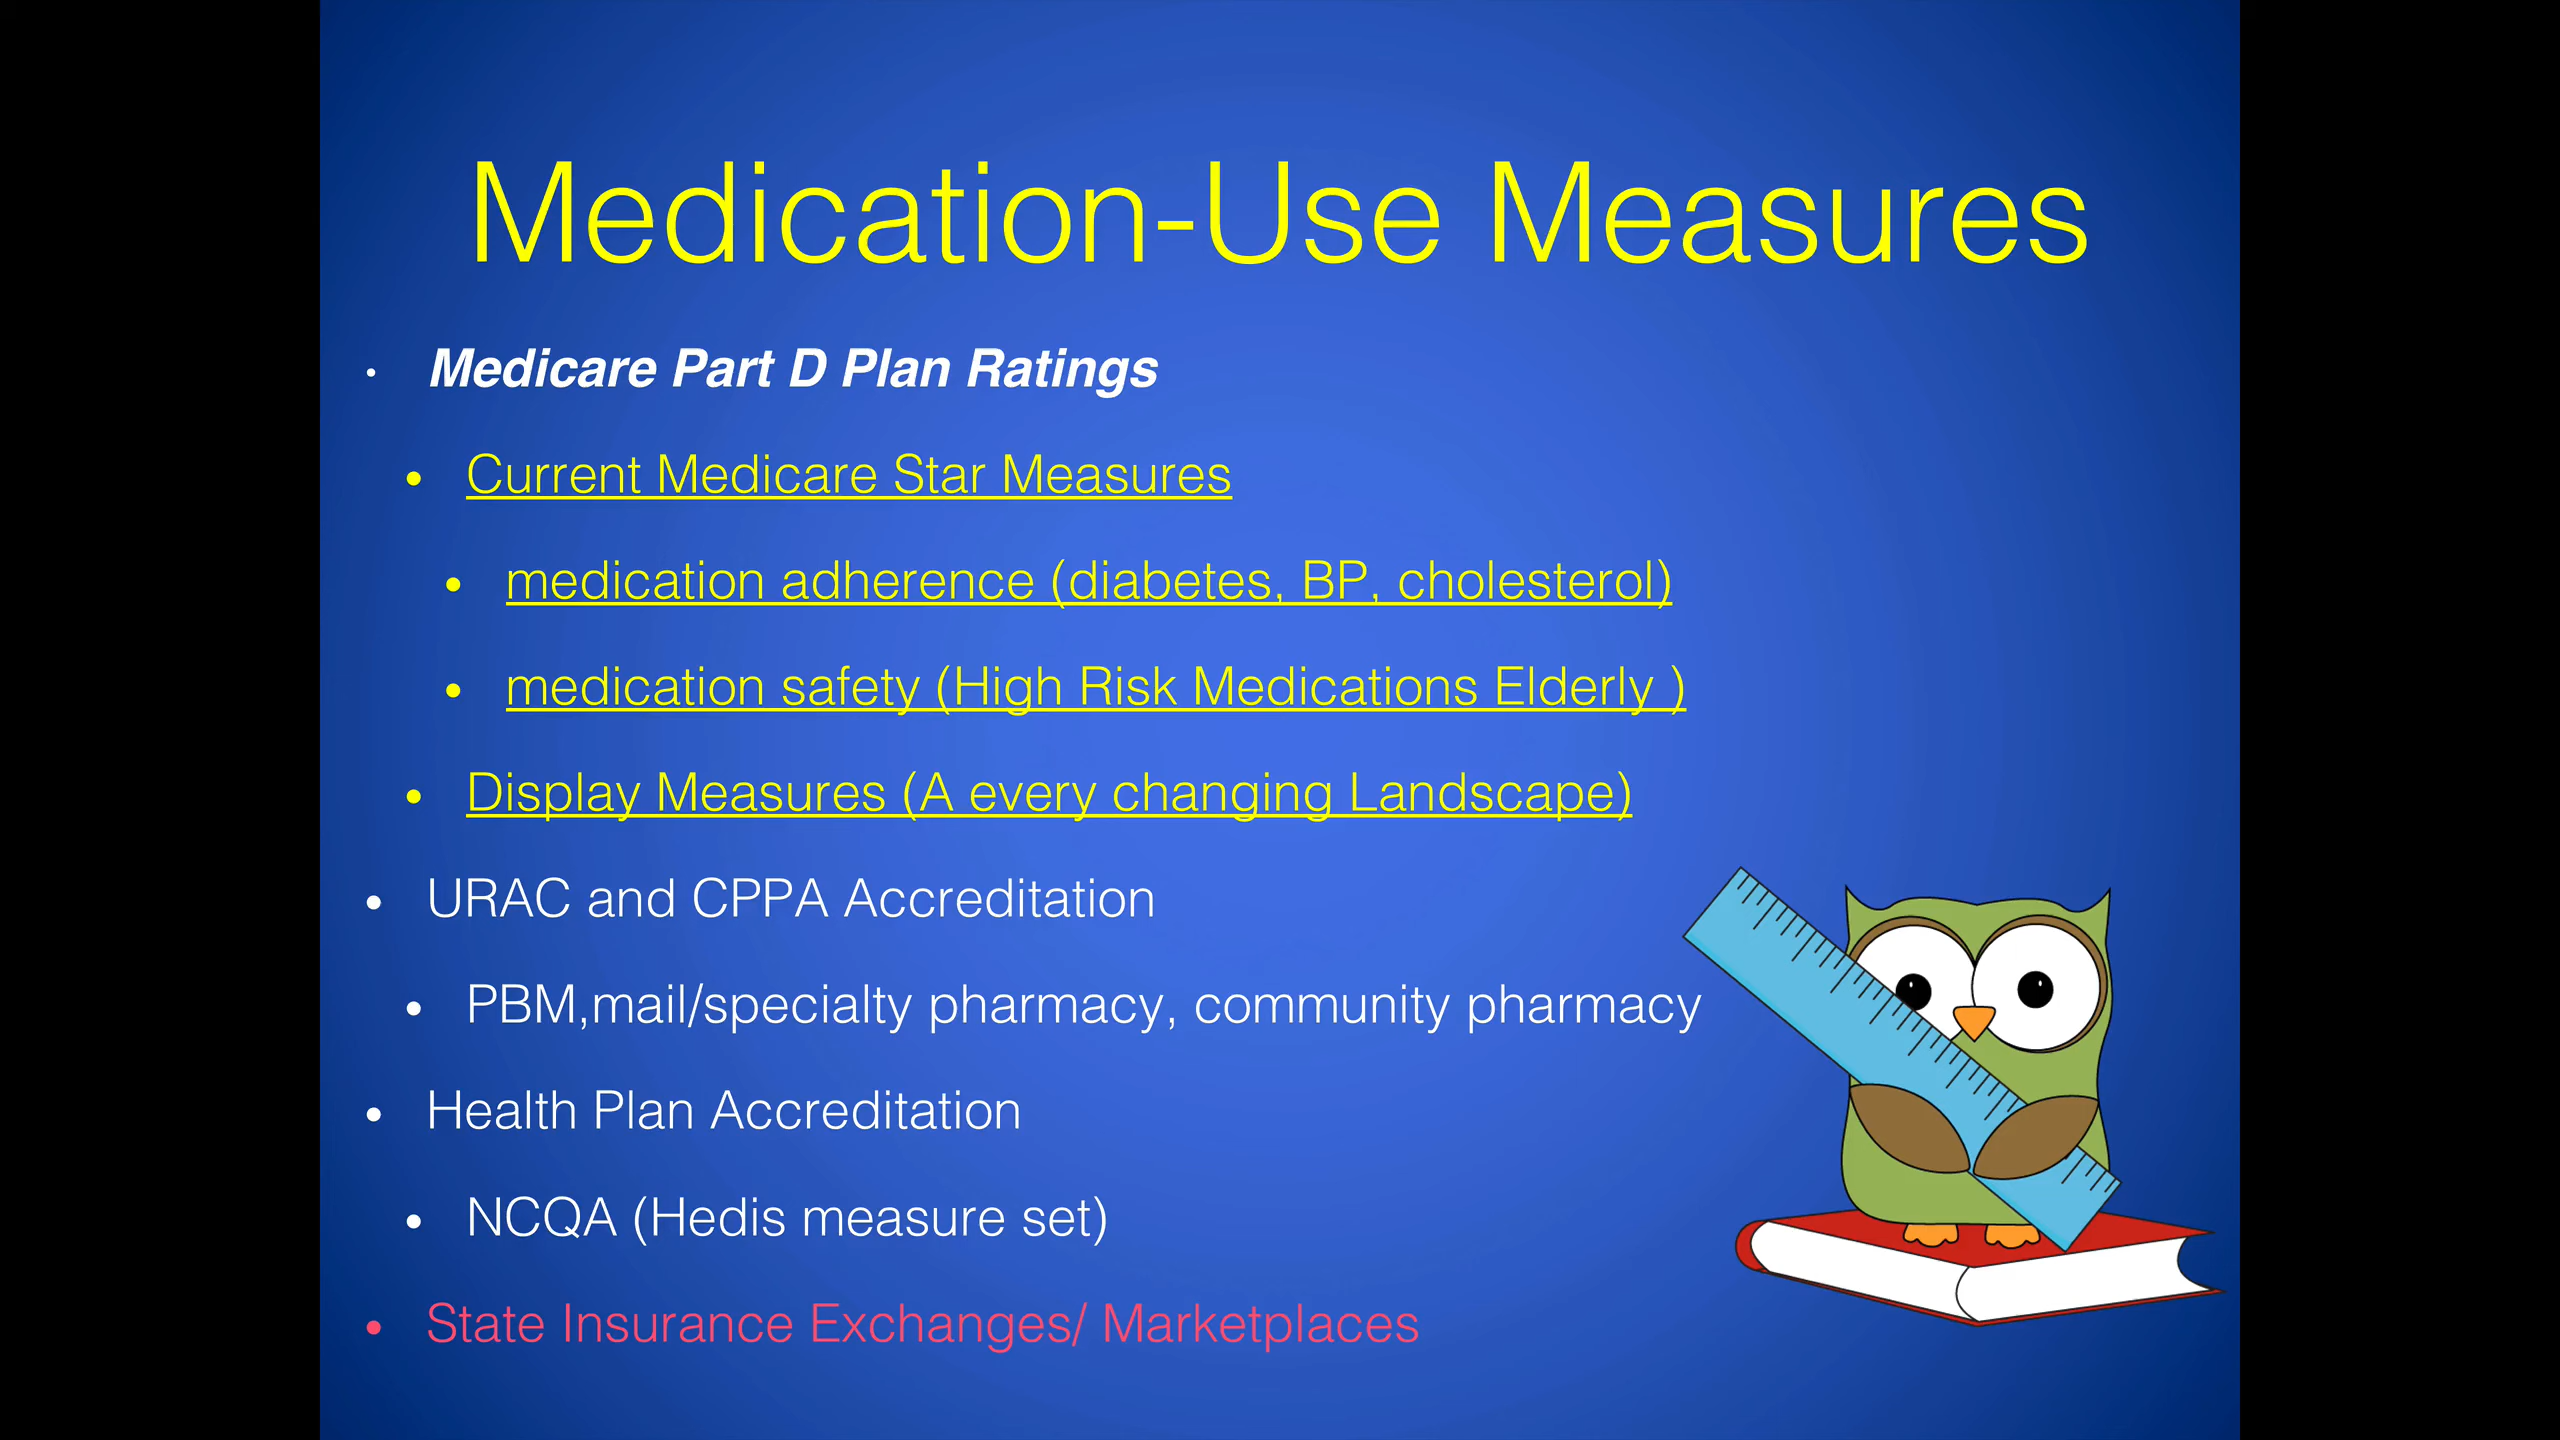 Medication-Use Measures
Medicare Part D Plan Ratings
Current Medicare Star Measures
medication adherence (diabetes, BP, cholesterol)
medication safety (High Risk Medications Elderly )
Display Measures (A every changing Landscape)
URAC and CPPA Accreditation
PBM,mail/specialty pharmacy, community pharmacy
Health Plan Accreditation
NCQA (Hedis measure set)
State Insurance Exchanges/ Marketplaces